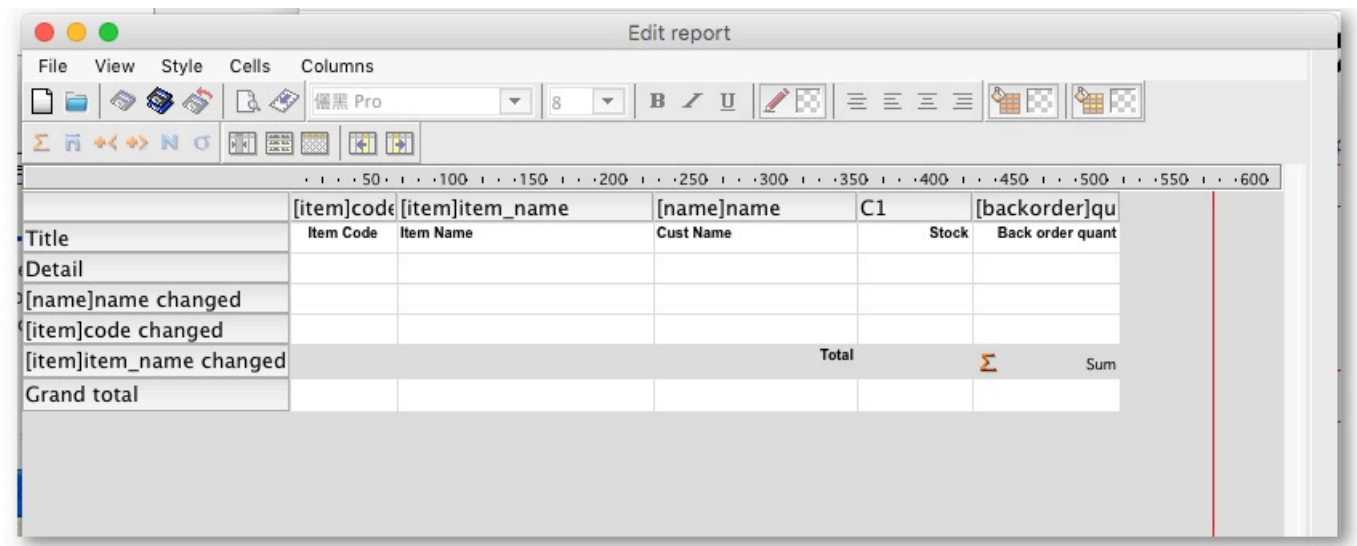 Edit report
File View Style Cells Columns
儷黑 Pro 8 B I U
Σ n N σ
50 100 150 200 250 300 350 400 450 500 550 600
[item]code [item]item_name [name]name C1 [backorder]qu
Title Item Code Item Name Cust Name Stock Back order quant
Detail
[name]name changed
[item]code changed
[item]item_name changed Total Σ Sum
Grand total